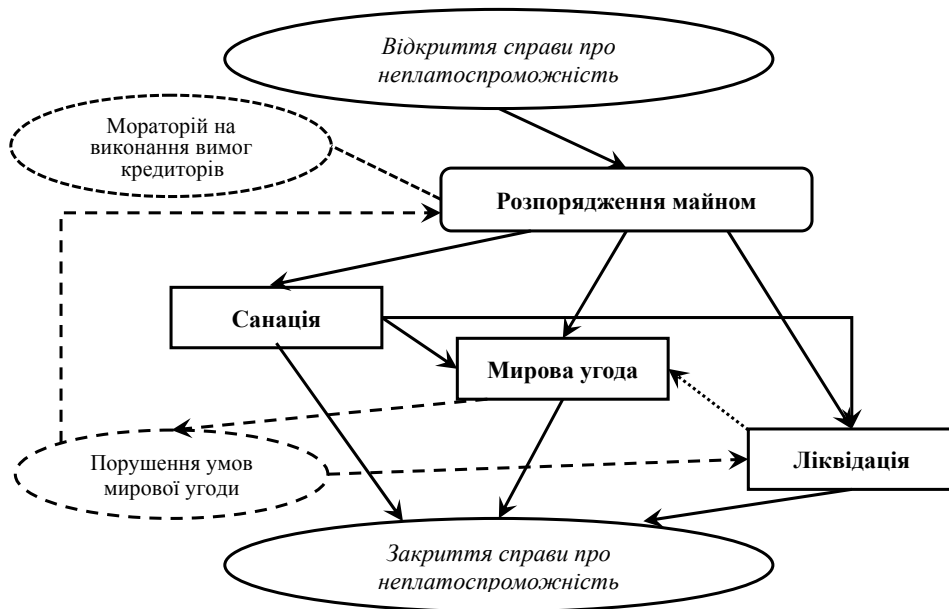 Відкриття справи про
неплатоспроможність
Мораторій на
виконання вимог
кредиторів
Розпорядження майном
Санація
Мирова угода
Порушення умов
мирової угоди
Ліквідація
Закриття справи про
неплатоспроможність